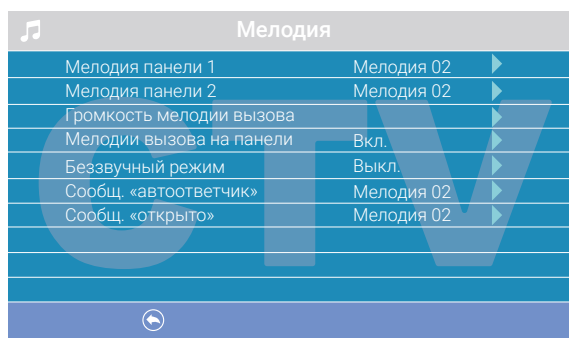 Мелодия
Мелодия панели 1 Мелодия 02
Мелодия панели 2 Мелодия 02
Громкость мелодии вызова
Мелодии вызова на панели Вкл.
Беззвучный режим Выкл.
Сообщ. «автоответчик» Мелодия 02
Сообщ. «открыто» Мелодия 02
CTV